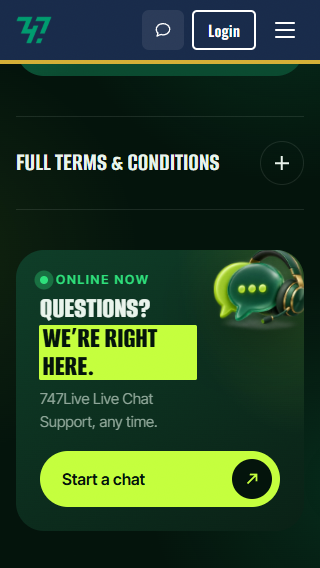 747
Login
FULL TERMS & CONDITIONS
ONLINE NOW
QUESTIONS?
WE'RE RIGHT
HERE.
747Live Live Chat
Support, any time.
Start a chat